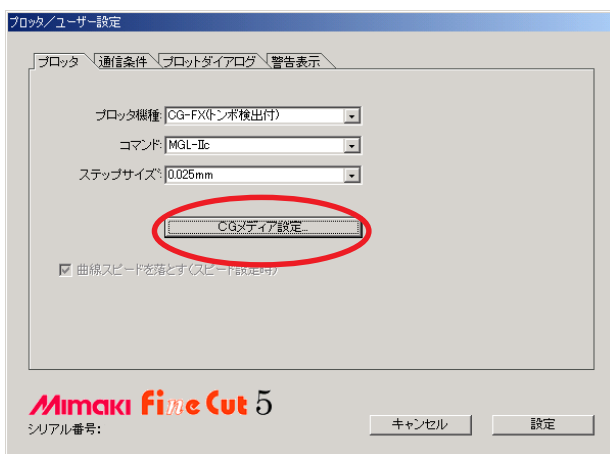 プロッタ/ユーザー設定
プロッタ 通信条件 プロットダイアログ 警告表示
プロッタ機種: CG-FX(トンボ検出付)
コマンド: MGL-Ⅱc
ステップサイズ: 0.025mm
CGメディア設定...
曲線スピードを落とす(スピード設定時)
Mimaki Fine Cut 5
シリアル番号:
キャンセル 設定